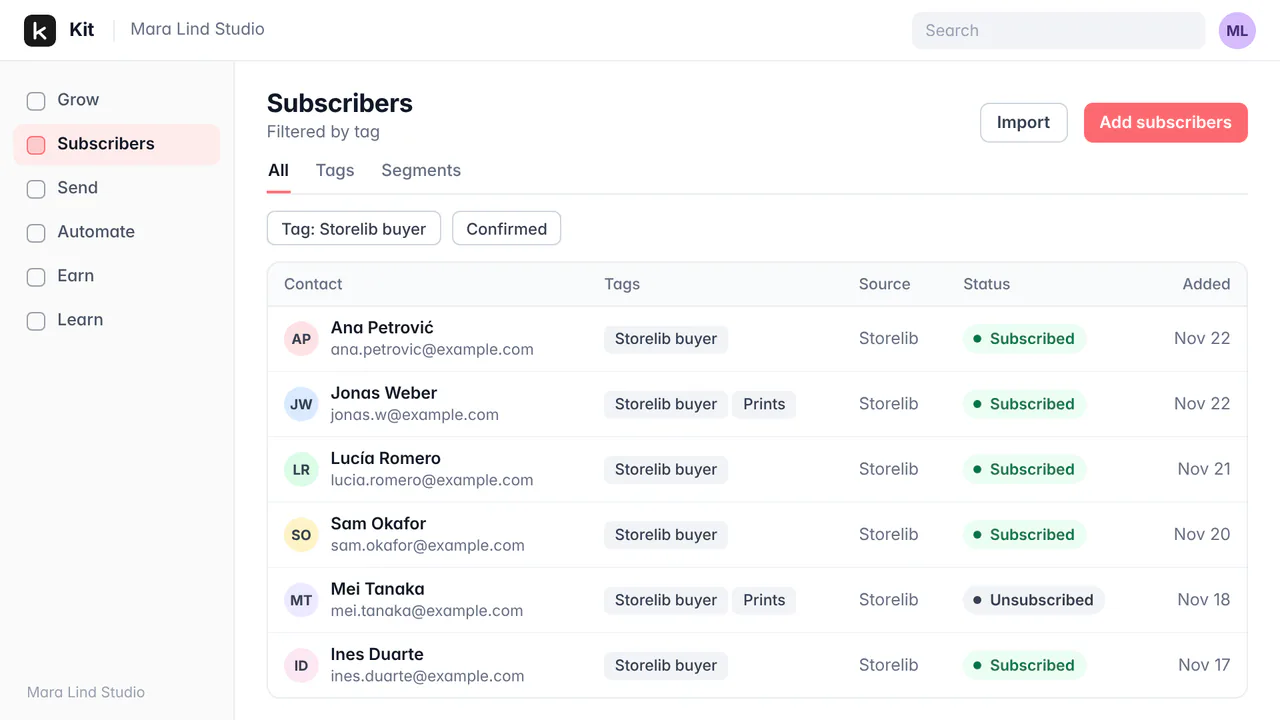 k Kit Mara Lind Studio Search ML
Grow
Subscribers
Send
Automate
Earn
Learn
Mara Lind Studio
Subscribers
Filtered by tag
Import Add subscribers
All Tags Segments
Tag: Storelib buyer Confirmed
Contact Tags Source Status Added
AP Ana Petrović Storelib buyer Storelib Subscribed Nov 22
ana.petrovic@example.com
JW Jonas Weber Storelib buyer Prints Storelib Subscribed Nov 22
jonas.w@example.com
LR Lucía Romero Storelib buyer Storelib Subscribed Nov 21
lucia.romero@example.com
SO Sam Okafor Storelib buyer Storelib Subscribed Nov 20
sam.okafor@example.com
MT Mei Tanaka Storelib buyer Prints Storelib Unsubscribed Nov 18
mei.tanaka@example.com
ID Ines Duarte Storelib buyer Storelib Subscribed Nov 17
ines.duarte@example.com